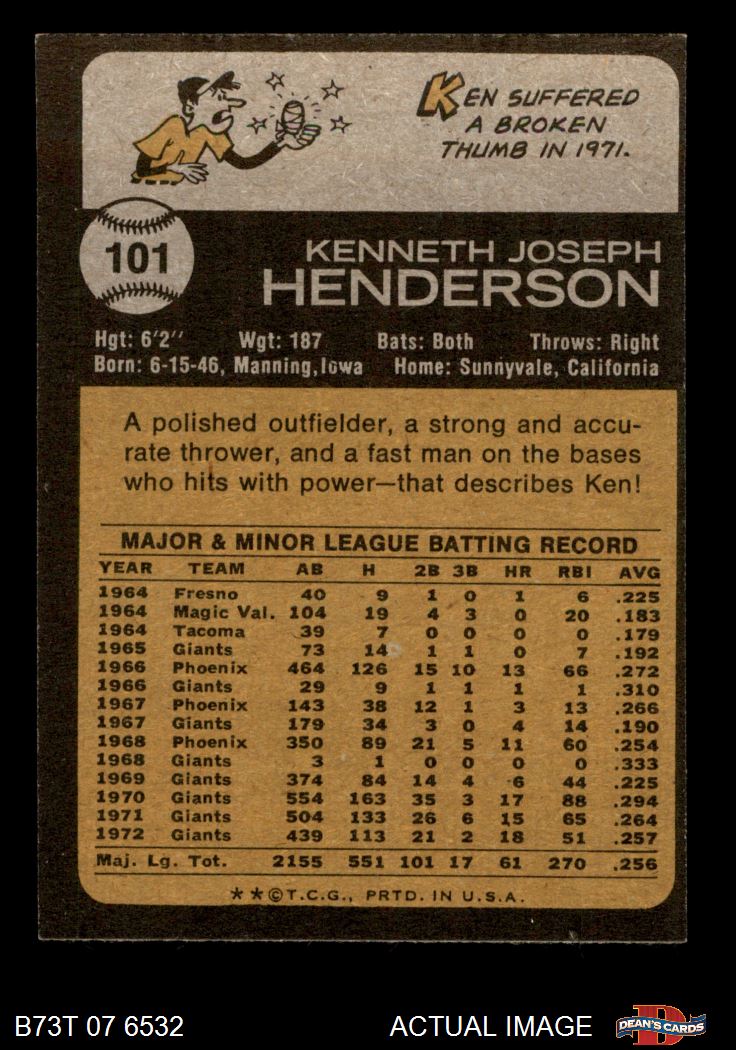 KEN SUFFERED
A BROKEN
THUMB IN 1971.
101
KENNETH JOSEPH
HENDERSON
Hgt: 6'2" Wgt: 187 Bats: Both Throws: Right
Born: 6-15-46, Manning, Iowa Home: Sunnyvale, California
A polished outfielder, a strong and accu-
rate thrower, and a fast man on the bases
who hits with power—that describes Ken!
MAJOR & MINOR LEAGUE BATTING RECORD
YEAR TEAM AB H 2B 3B HR RBI AVG
1964 Fresno 40 9 1 0 1 6 .225
1964 Magic Val. 104 19 4 3 0 20 .183
1964 Tacoma 39 7 0 0 0 0 .179
1965 Giants 73 14 1 1 0 7 .192
1966 Phoenix 464 126 15 10 13 66 .272
1966 Giants 29 9 1 1 1 1 .310
1967 Phoenix 143 38 12 1 3 13 .266
1967 Giants 179 34 3 0 4 14 .190
1968 Phoenix 350 89 21 5 11 60 .254
1968 Giants 3 1 0 0 0 0 .333
1969 Giants 374 84 14 4 6 44 .225
1970 Giants 554 163 35 3 17 88 .294
1971 Giants 504 133 26 6 15 65 .264
1972 Giants 439 113 21 2 18 51 .257
Maj. Lg. Tot. 2155 551 101 17 61 270 .256
**©T.C.G., PRTD. IN U.S.A.
B73T 07 6532 ACTUAL IMAGE D DEAN'S CARDS